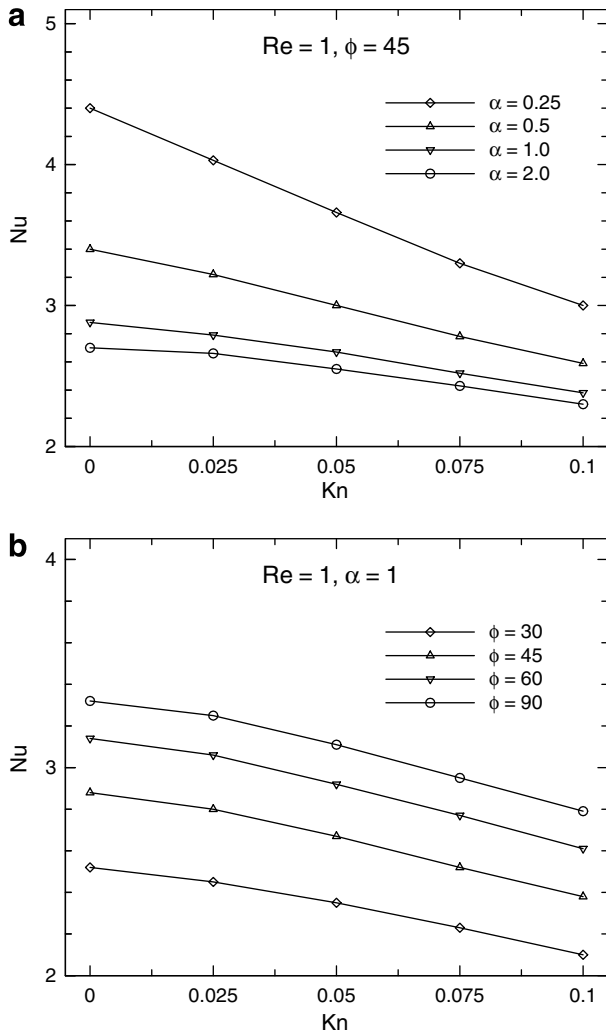 a
Re = 1, ϕ = 45
α = 0.25
α = 0.5
α = 1.0
α = 2.0
5
4
3
2
Nu
0 0.025 0.05 0.075 0.1
Kn
b
Re = 1, α = 1
ϕ = 30
ϕ = 45
ϕ = 60
ϕ = 90
4
3
2
Nu
0 0.025 0.05 0.075 0.1
Kn